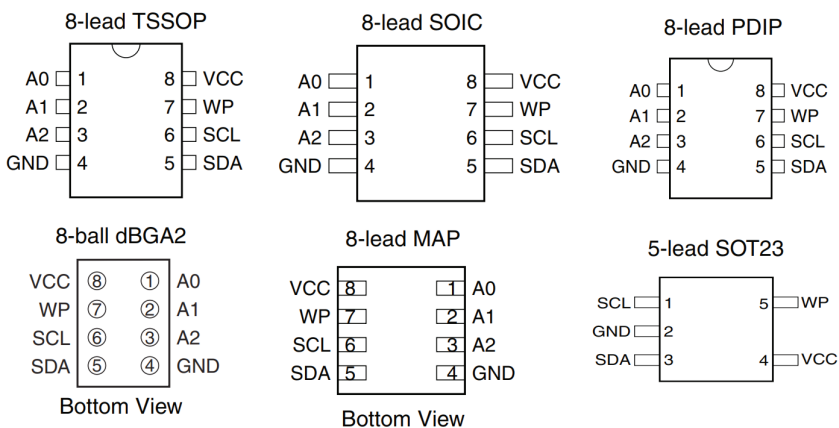 8-lead TSSOP
A0 1 8 VCC
A1 2 7 WP
A2 3 6 SCL
GND 4 5 SDA
8-lead SOIC
A0 1 8 VCC
A1 2 7 WP
A2 3 6 SCL
GND 4 5 SDA
8-lead PDIP
A0 1 8 VCC
A1 2 7 WP
A2 3 6 SCL
GND 4 5 SDA
8-ball dBGA2
VCC 8 1 A0
WP 7 2 A1
SCL 6 3 A2
SDA 5 4 GND
Bottom View
8-lead MAP
VCC 8 1 A0
WP 7 2 A1
SCL 6 3 A2
SDA 5 4 GND
Bottom View
5-lead SOT23
SCL 1 5 WP
GND 2
SDA 3 4 VCC